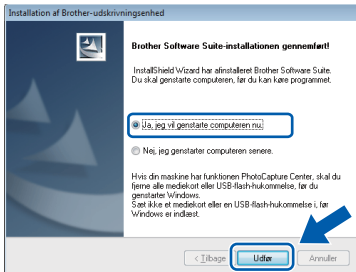 Installation af Brother-udskrivningsenhed
Brother Software Suite-installationen gennemført!
InstallShield Wizard har afinstalleret Brother Software Suite.
Du skal genstarte computeren, før du kan køre programmet.
Ja, jeg vil genstarte computeren nu.
Nej, jeg genstarter computeren senere.
Hvis din maskine har funktionen PhotoCapture Center, skal du
fjerne alle mediekort eller USB-flash-hukommelse, før du
genstarter Windows.
Sæt ikke et mediekort eller en USB-flash-hukommelse i, før
Windows er indlæst.
< Tilbage
Udfør
Annuller